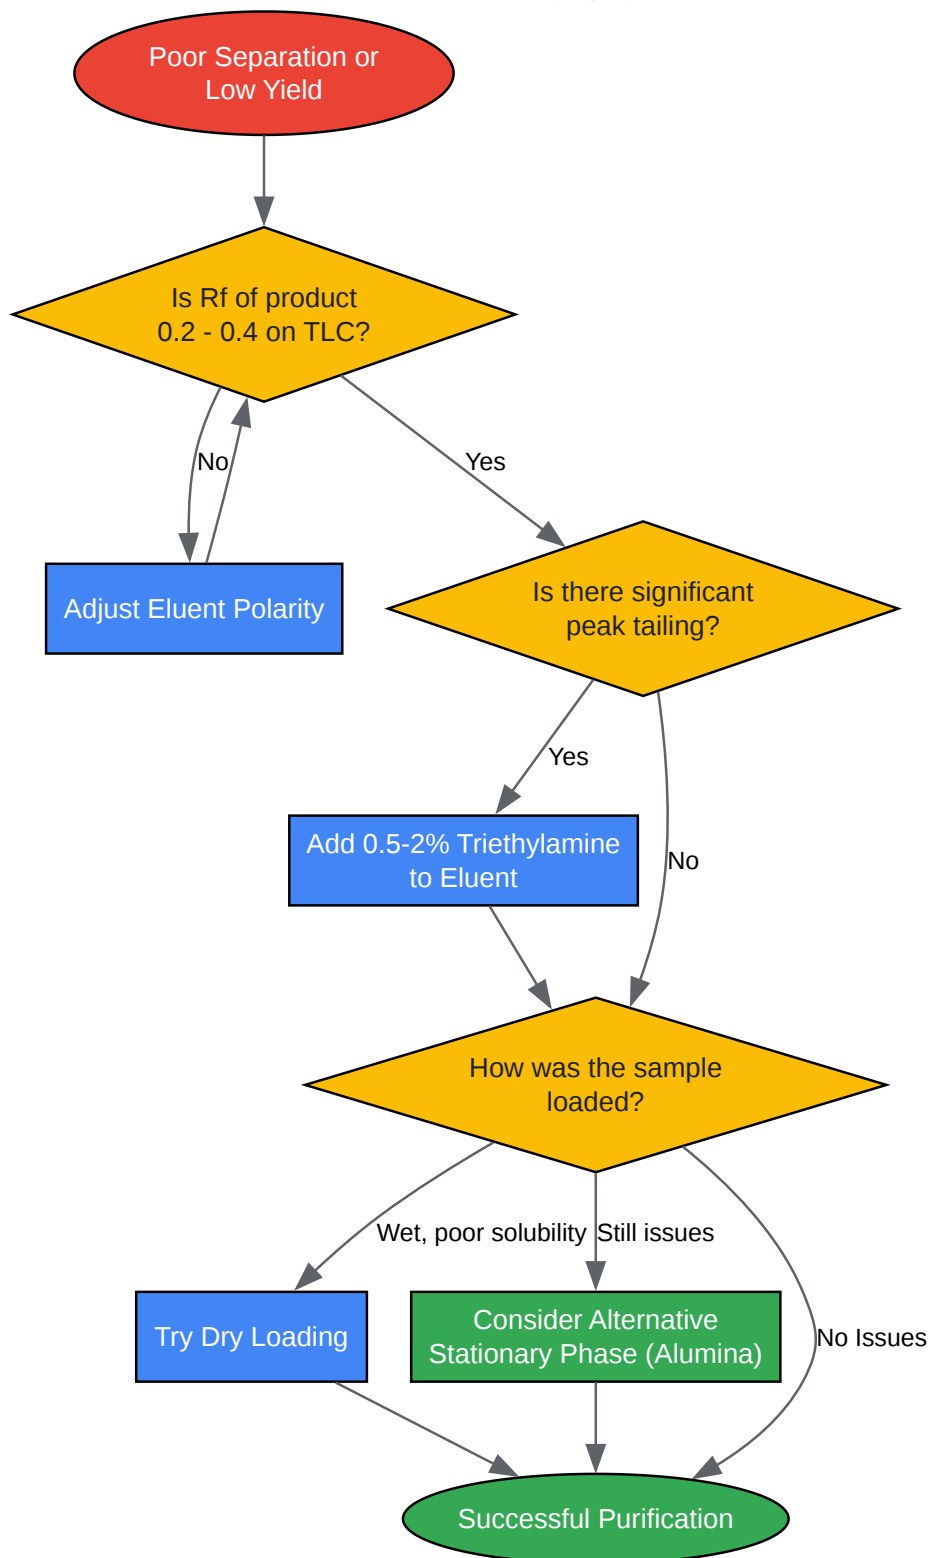 Poor Separation or
Low Yield
Is Rf of product
0.2 - 0.4 on TLC?
No
Yes
Adjust Eluent Polarity
Is there significant
peak tailing?
Yes
Add 0.5-2% Triethylamine
to Eluent
No
How was the sample
loaded?
Wet, poor solubility
Still issues
Try Dry Loading
Consider Alternative
Stationary Phase (Alumina)
No Issues
Successful Purification